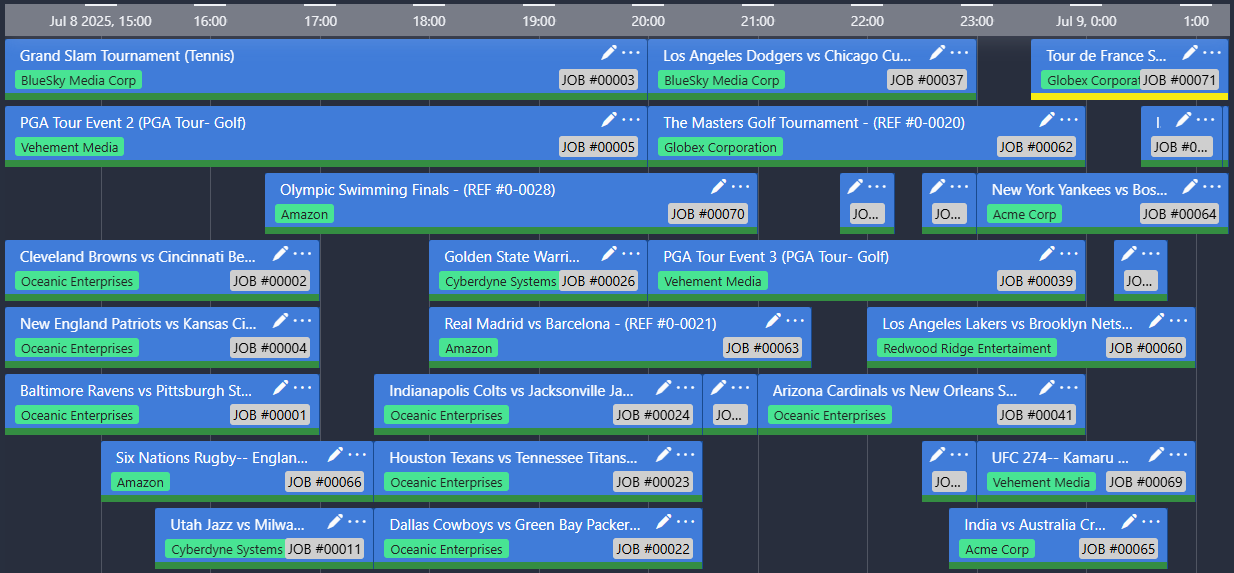 Jul 8 2025, 15:00 16:00 17:00 18:00 19:00 20:00 21:00 22:00 23:00 Jul 9, 0:00 1:00
Grand Slam Tournament (Tennis)
BlueSky Media Corp JOB #00003
Los Angeles Dodgers vs Chicago Cu...
BlueSky Media Corp JOB #00037
Tour de France S...
Globex Corporat JOB #00071
PGA Tour Event 2 (PGA Tour- Golf)
Vehement Media JOB #00005
The Masters Golf Tournament - (REF #0-0020)
Globex Corporation JOB #00062
JOB #0...
Olympic Swimming Finals - (REF #0-0028)
Amazon JOB #00070
JO...
JO...
New York Yankees vs Bos...
Acme Corp JOB #00064
Cleveland Browns vs Cincinnati Be...
Oceanic Enterprises JOB #00002
Golden State Warri...
Cyberdyne Systems JOB #00026
PGA Tour Event 3 (PGA Tour- Golf)
Vehement Media JOB #00039
JO...
New England Patriots vs Kansas Ci...
Oceanic Enterprises JOB #00004
Real Madrid vs Barcelona - (REF #0-0021)
Amazon JOB #00063
Los Angeles Lakers vs Brooklyn Nets...
Redwood Ridge Entertaiment JOB #00060
Baltimore Ravens vs Pittsburgh St...
Oceanic Enterprises JOB #00001
Indianapolis Colts vs Jacksonville Ja...
Oceanic Enterprises JOB #00024
JO...
Arizona Cardinals vs New Orleans S...
Oceanic Enterprises JOB #00041
Six Nations Rugby-- Englan...
Amazon JOB #00066
Houston Texans vs Tennessee Titans...
Oceanic Enterprises JOB #00023
JO...
UFC 274-- Kamaru ...
Vehement Media JOB #00069
Utah Jazz vs Milwa...
Cyberdyne Systems JOB #00011
Dallas Cowboys vs Green Bay Packer...
Oceanic Enterprises JOB #00022
India vs Australia Cr...
Acme Corp JOB #00065